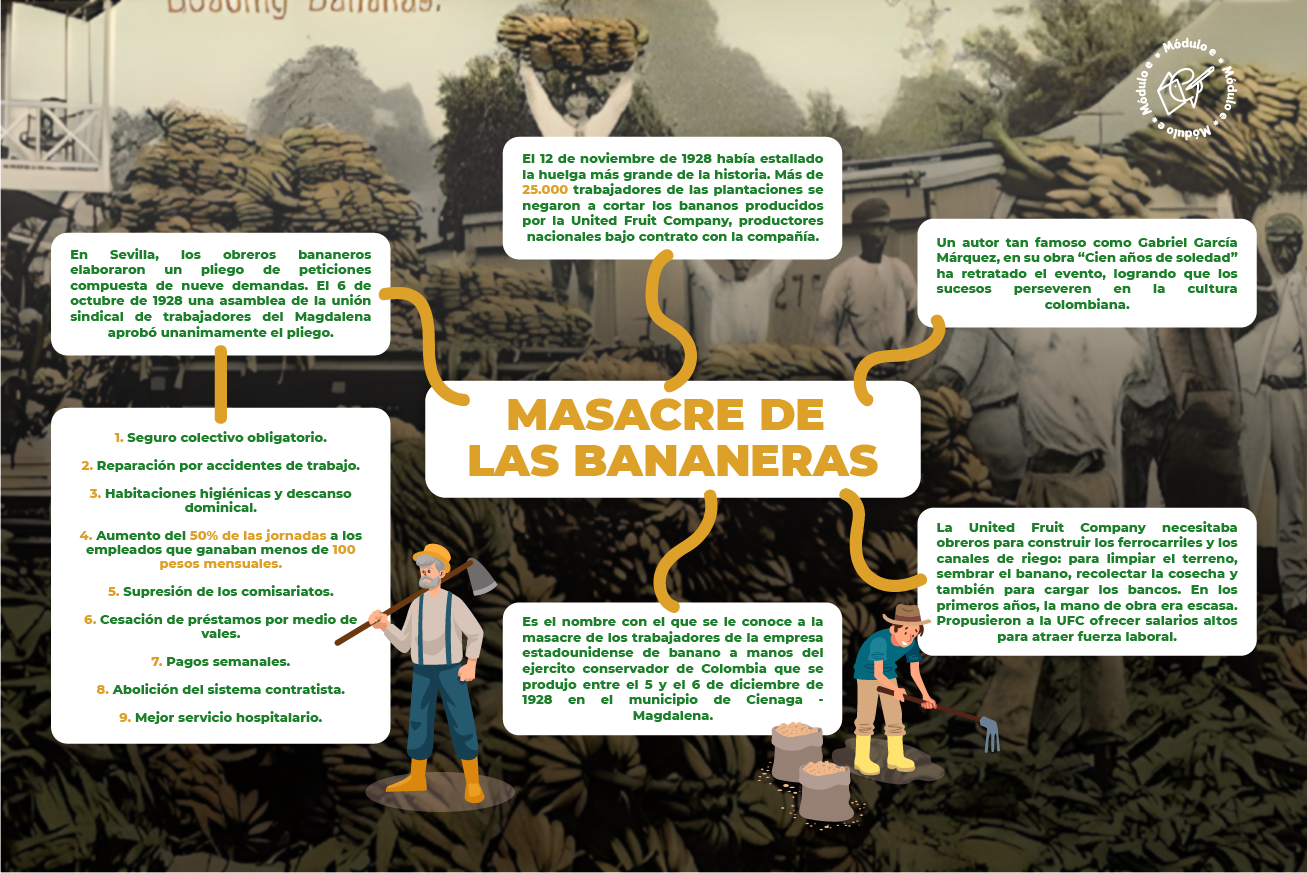 Loading Bananas.
Módulo e * Módulo e * Módulo e * Módulo e *
El 12 de noviembre de 1928 había estallado
la huelga más grande de la historia. Más de
25.000 trabajadores de las plantaciones se
negaron a cortar los bananos producidos
por la United Fruit Company, productores
nacionales bajo contrato con la compañía.
En Sevilla, los obreros bananeros
elaboraron un pliego de peticiones
compuesta de nueve demandas. El 6 de
octubre de 1928 una asamblea de la unión
sindical de trabajadores del Magdalena
aprobó unanimamente el pliego.
Un autor tan famoso como Gabriel García
Márquez, en su obra “Cien años de soledad”
ha retratado el evento, logrando que los
sucesos perseveren en la cultura
colombiana.
MASACRE DE
LAS BANANERAS
1. Seguro colectivo obligatorio.
2. Reparación por accidentes de trabajo.
3. Habitaciones higiénicas y descanso
dominical.
4. Aumento del 50% de las jornadas a los
empleados que ganaban menos de 100
pesos mensuales.
5. Supresión de los comisariatos.
6. Cesación de préstamos por medio de
vales.
7. Pagos semanales.
8. Abolición del sistema contratista.
9. Mejor servicio hospitalario.
Es el nombre con el que se le conoce a la
masacre de los trabajadores de la empresa
estadounidense de banano a manos del
ejercito conservador de Colombia que se
produjo entre el 5 y el 6 de diciembre de
1928 en el municipio de Cienaga -
Magdalena.
La United Fruit Company necesitaba
obreros para construir los ferrocarriles y los
canales de riego: para limpiar el terreno,
sembrar el banano, recolectar la cosecha y
también para cargar los bancos. En los
primeros años, la mano de obra era escasa.
Propusieron a la UFC ofrecer salarios altos
para atraer fuerza laboral.